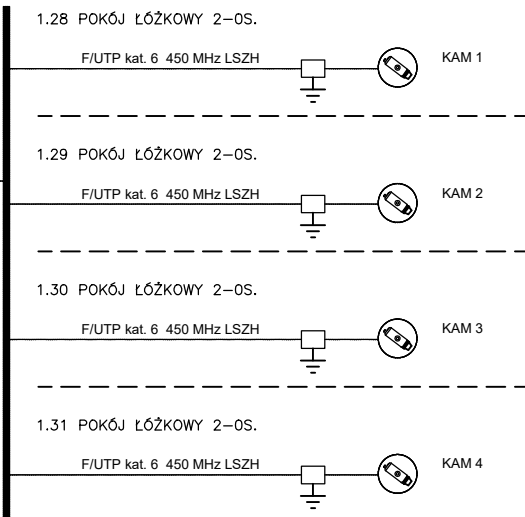 1.28 POKÓJ ŁÓŻKOWY 2-OS.
F/UTP kat. 6 450 MHz LSZH
KAM 1
1.29 POKÓJ ŁÓŻKOWY 2-OS.
F/UTP kat. 6 450 MHz LSZH
KAM 2
1.30 POKÓJ ŁÓŻKOWY 2-OS.
F/UTP kat. 6 450 MHz LSZH
KAM 3
1.31 POKÓJ ŁÓŻKOWY 2-OS.
F/UTP kat. 6 450 MHz LSZH
KAM 4